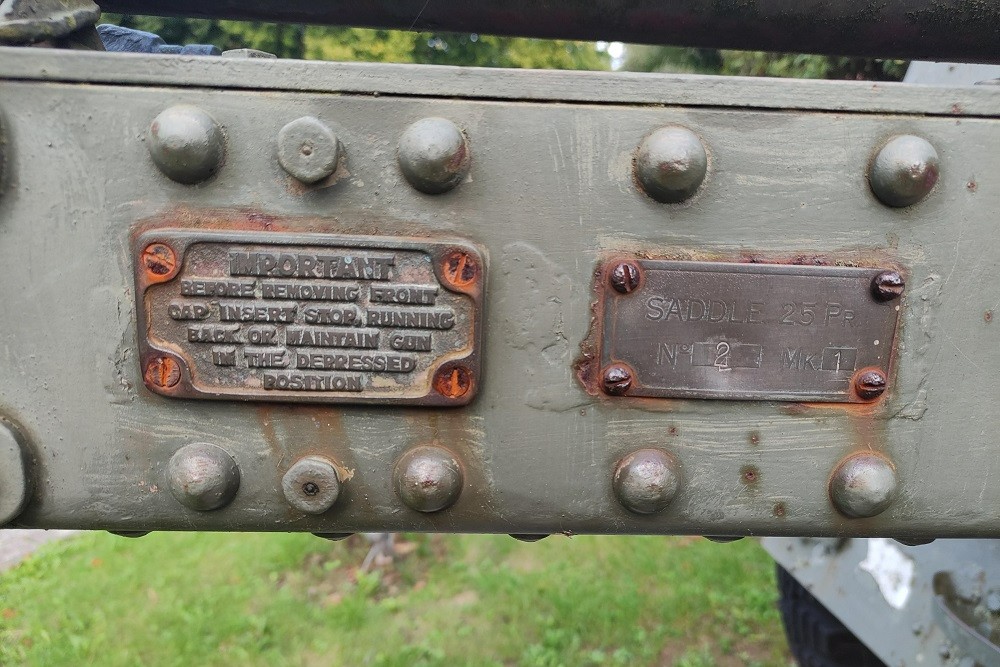 IMPORTANT
BEFORE REMOVING FRONT
CAP INSERT STOP, RUNNING
BACK OR MAINTAIN GUN
IN THE DEPRESSED
POSITION
SADDLE 25 PR
No 2 MK 1